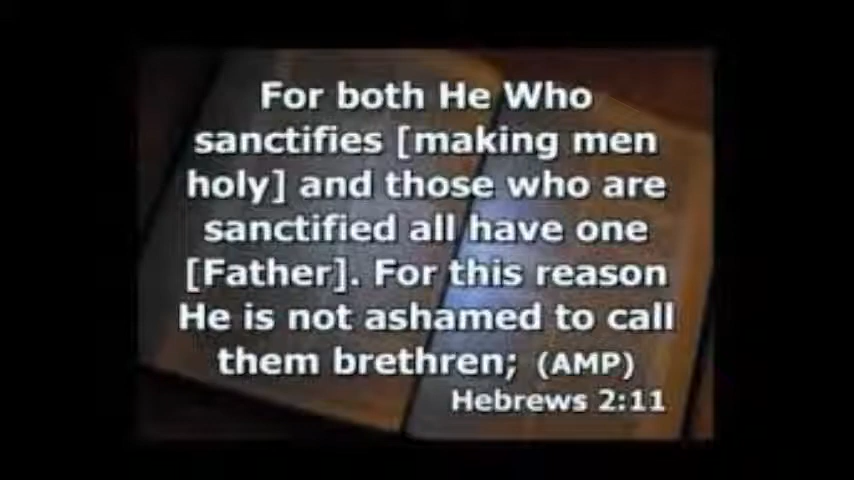 For both He Who
sanctifies [making men
holy] and those who are
sanctified all have one
[Father]. For this reason
He is not ashamed to call
them brethren; (AMP)
Hebrews 2:11